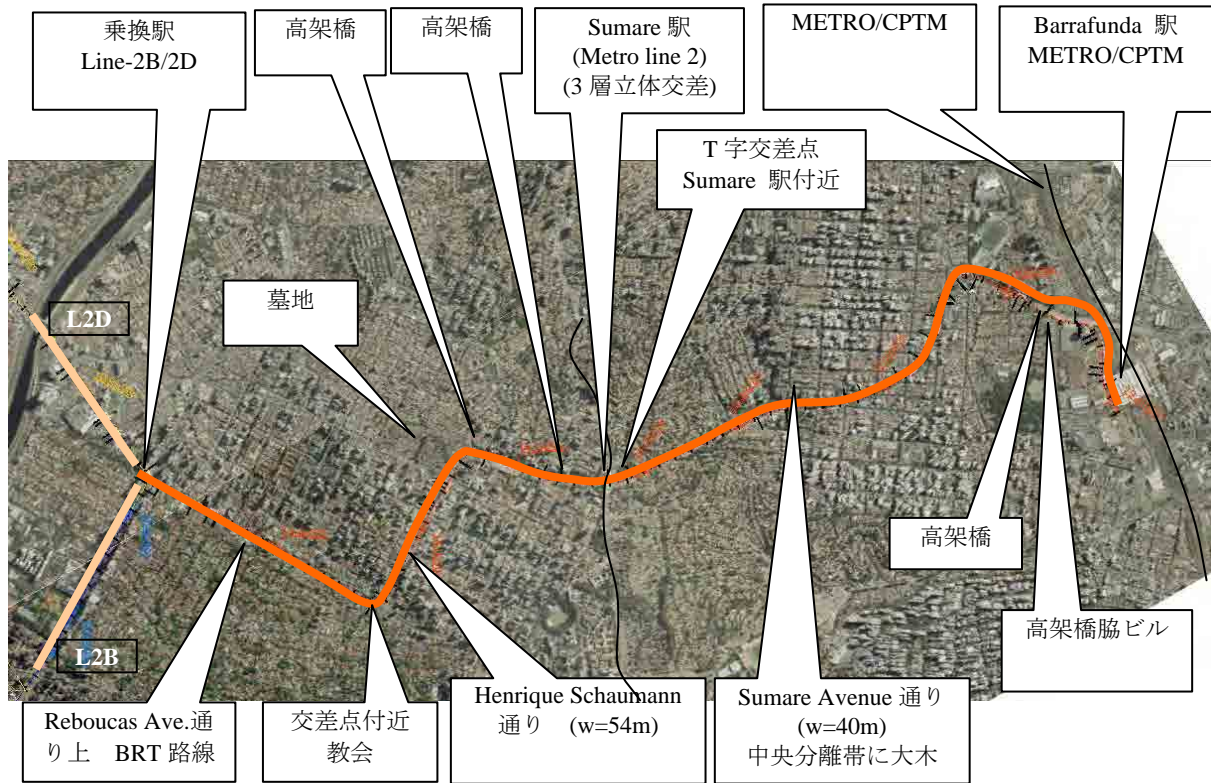 乗換駅
Line-2B/2D
高架橋
高架橋
Sumare 駅
(Metro line 2)
(3 層立体交差)
METRO/CPTM
Barrafunda 駅
METRO/CPTM
T 字交差点
Sumare 駅付近
墓地
L2D
L2B
高架橋
高架橋脇ビル
Reboucas Ave.通
り上 BRT 路線
交差点付近
教会
Henrique Schaumann
通り (w=54m)
Sumare Avenue 通り
(w=40m)
中央分離帯に大木